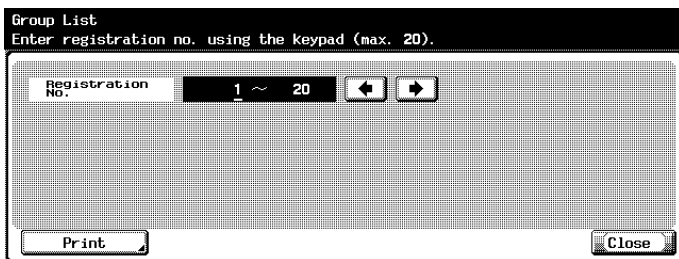 Group List
Enter registration no. using the keypad (max. 20).
Registration
No.
1 ~ 20
Print
Close